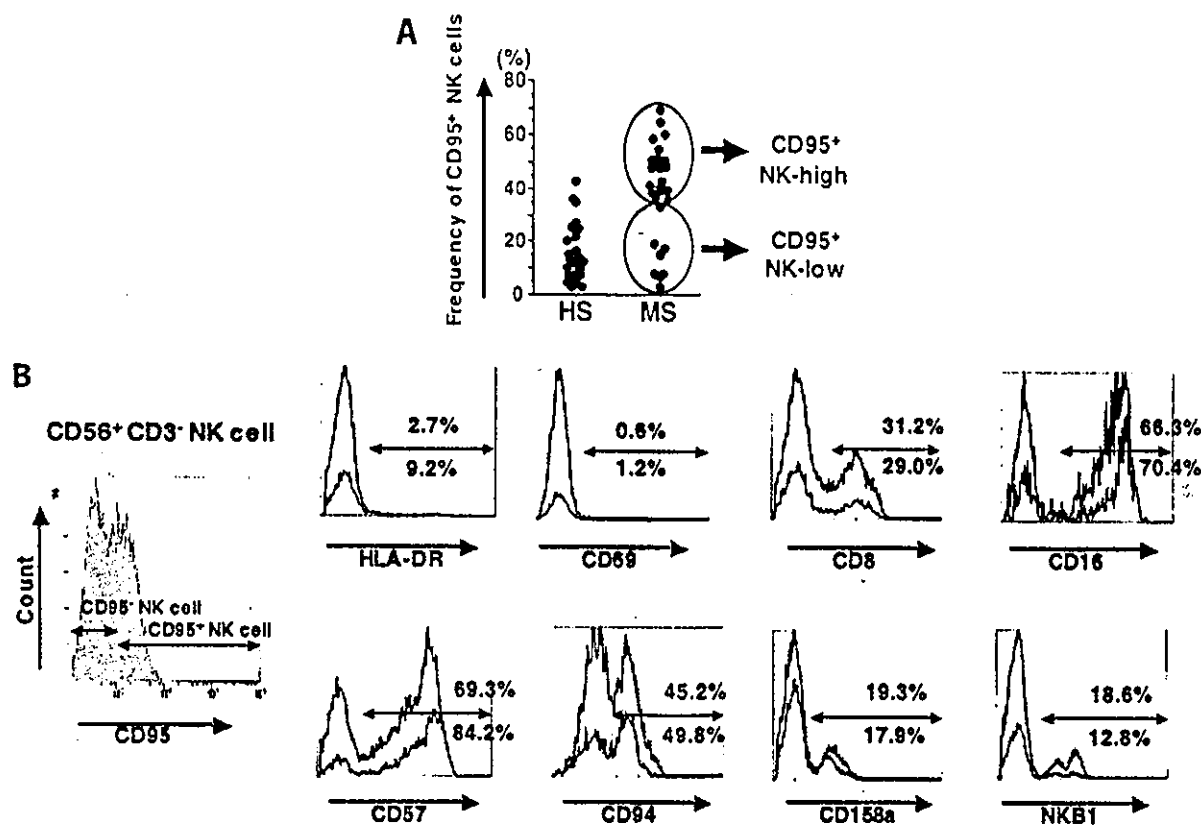 A
(%)
Frequency of CD95⁺ NK cells
80
60
40
20
0
HS
MS
CD95⁺
NK-high
CD95⁺
NK-low
B
CD56⁺ CD3⁻ NK cell
Count
CD95⁻ NK cell
CD95⁺ NK cell
CD95
2.7%
9.2%
HLA-DR
0.6%
1.2%
CD69
31.2%
29.0%
CD8
66.3%
70.4%
CD16
69.3%
84.2%
CD57
45.2%
49.8%
CD94
19.3%
17.9%
CD158a
18.6%
12.8%
NKB1